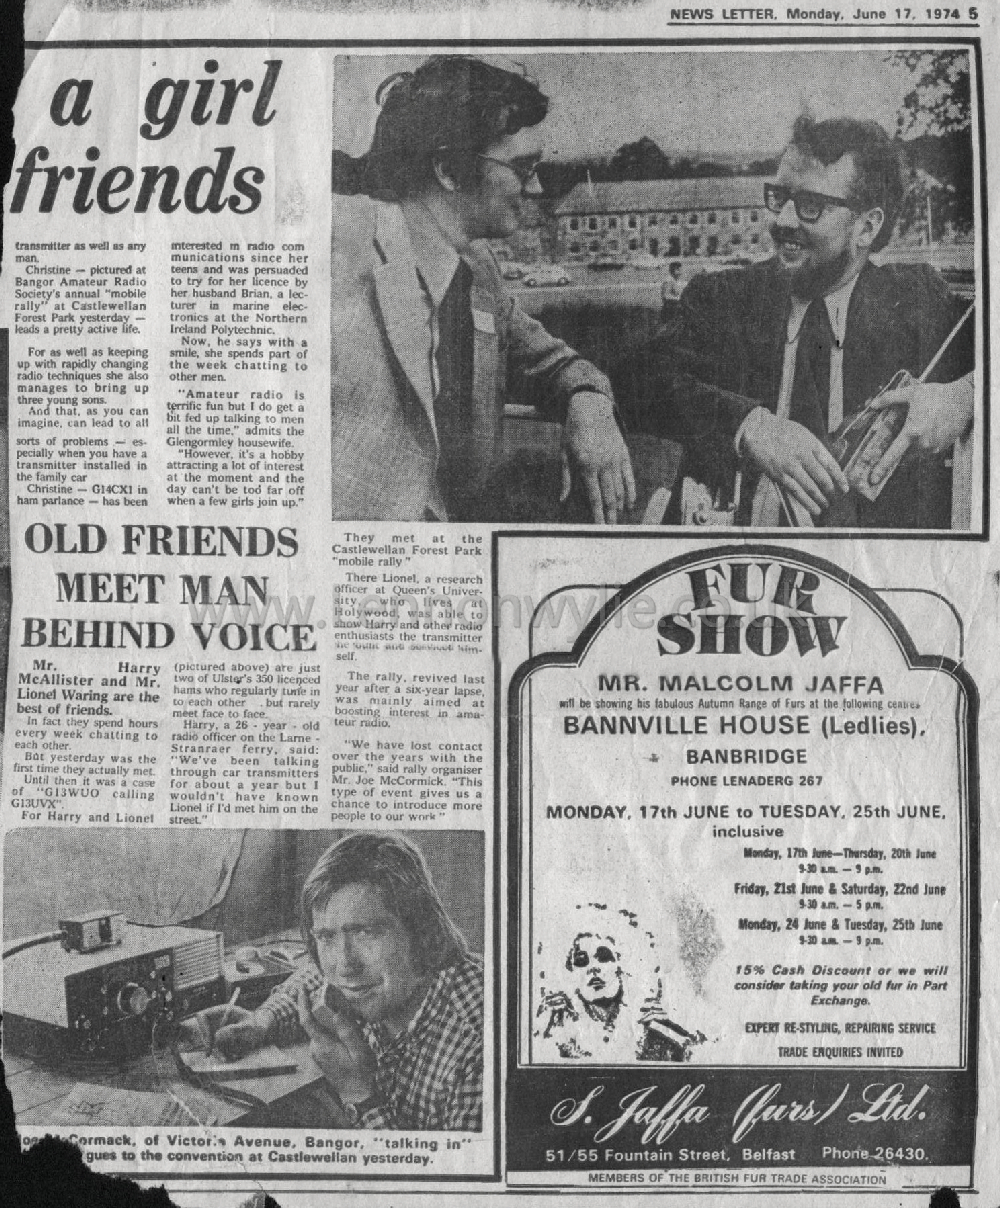 NEWS LETTER, Monday, June 17, 1974 5
a girl
friends
transmitter as well as any
man.
Christine — pictured at
Bangor Amateur Radio
Society's annual "mobile
rally" at Castlewellan
Forest Park yesterday —
leads a pretty active life.
For as well as keeping
up with rapidly changing
radio techniques she also
manages to bring up
three young sons.
And that, as you can
imagine, can lead to all
sorts of problems — es-
pecially when you have a
transmitter installed in
the family car
Christine — G14CXI in
ham parlance — has been
interested in radio com
munications since her
teens and was persuaded
to try for her licence by
her husband Brian, a lec-
turer in marine elec-
tronics at the Northern
Ireland Polytechnic.
Now, he says with a
smile, she spends part of
the week chatting to
other men.
"Amateur radio is
terrific fun but I do get a
bit fed up talking to men
all the time," admits the
Glengormley housewife.
"However, it's a hobby
attracting a lot of interest
at the moment and the
day can't be too far off
when a few girls join up."
OLD FRIENDS
MEET MAN
BEHIND VOICE
Mr. Harry
McAllister and Mr.
Lionel Waring are the
best of friends.
In fact they spend hours
every week chatting to
each other.
But yesterday was the
first time they actually met.
Until then it was a case
of "G13WUO calling
G13UVX".
For Harry and Lionel
(pictured above) are just
two of Ulster's 350 licenced
hams who regularly tune in
to each other . but rarely
meet face to face.
Harry, a 26 - year - old
radio officer on the Larne -
Stranraer ferry, said:
"We've been talking
through car transmitters
for about a year but I
wouldn't have known
Lionel if I'd met him on the
street."
They met at the
Castlewellan Forest Park
"mobile rally"
There Lionel, a research
officer at Queen's Univer-
sity, who lives at
Holywood, was able to
show Harry and other radio
enthusiasts the transmitter
he built and him-
self.
The rally, revived last
year after a six-year lapse,
was mainly aimed at
boosting interest in ama-
teur radio.
"We have lost contact
over the years with the
public," said rally organiser
Mr. Joe McCormick. "This
type of event gives us a
chance to introduce more
people to our work"
Cormack, of Victoria Avenue, Bangor, "talking in"
gues to the convention at Castlewellan yesterday.
FUR
SHOW
MR. MALCOLM JAFFA
will be showing his fabulous Autumn Range of Furs at the following centres
BANNVILLE HOUSE (Ledlies),
BANBRIDGE
PHONE LENADERG 267
MONDAY, 17th JUNE to TUESDAY, 25th JUNE,
inclusive
Monday, 17th June—Thursday, 20th June
9-30 a.m. — 9 p.m.
Friday, 21st June & Saturday, 22nd June
9-30 a.m. — 5 p.m.
Monday, 24 June & Tuesday, 25th June
9-30 a.m. — 9 p.m.
15% Cash Discount or we will
consider taking your old fur in Part
Exchange.
EXPERT RE-STYLING, REPAIRING SERVICE
TRADE ENQUIRIES INVITED
S. Jaffa (furs) Ltd.
51/55 Fountain Street, Belfast Phone 26430.
MEMBERS OF THE BRITISH FUR TRADE ASSOCIATION